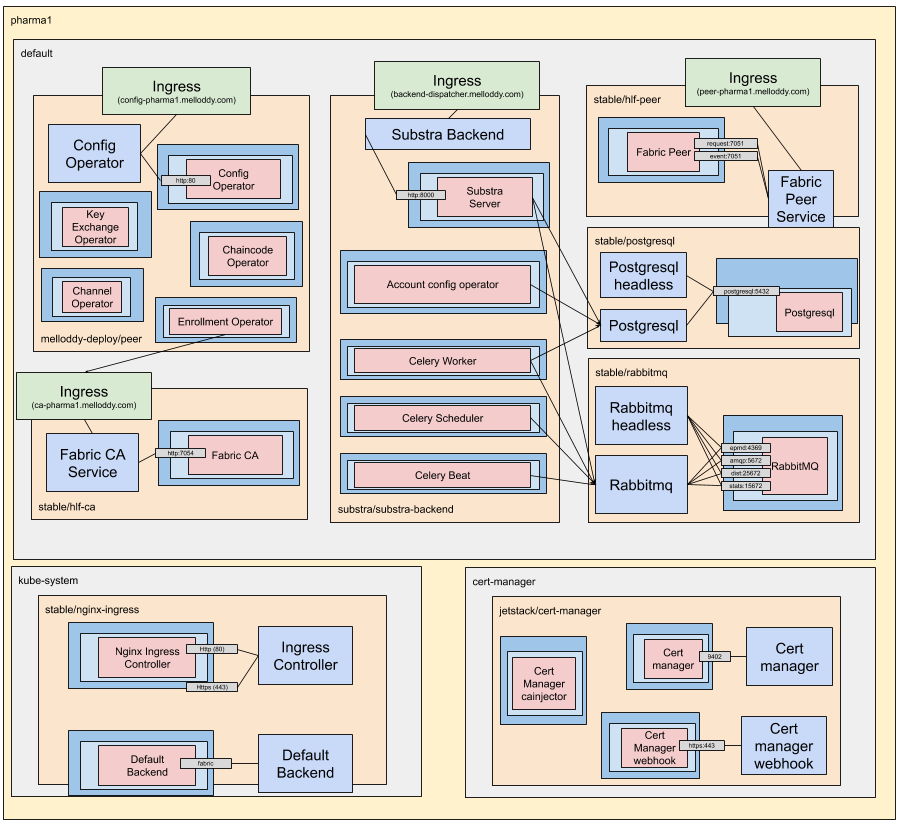 pharma1
default
Ingress
(config-pharma1.melloddy.com)
Config
Operator
Config
Operator
http:80
Key
Exchange
Operator
Chaincode
Operator
Channel
Operator
Enrollment Operator
melloddy-deploy/peer
Ingress
(ca-pharma1.melloddy.com)
Fabric CA
Service
http:7054
Fabric CA
stable/hlf-ca
Ingress
(backend-dispatcher.melloddy.com)
Substra Backend
http:8000
Substra
Server
Account config operator
Celery Worker
Celery Scheduler
Celery Beat
substra/substra-backend
Ingress
(peer-pharma1.melloddy.com)
stable/hlf-peer
Fabric Peer
request:7051
event:7051
Fabric
Peer
Service
stable/postgresql
Postgresql
headless
Postgresql
postgresql:5432
Postgresql
stable/rabbitmq
Rabbitmq
headless
Rabbitmq
epmd:4369
amqp:5672
dist:25672
stats:15672
RabbitMQ
kube-system
stable/nginx-ingress
Nginx Ingress
Controller
Http (80)
Https (443)
Ingress
Controller
Default
Backend
fabric
Default
Backend
cert-manager
jetstack/cert-manager
Cert
Manager
cainjector
Cert
manager
9402
Cert
manager
Cert
Manager
webhook
https:443
Cert
manager
webhook